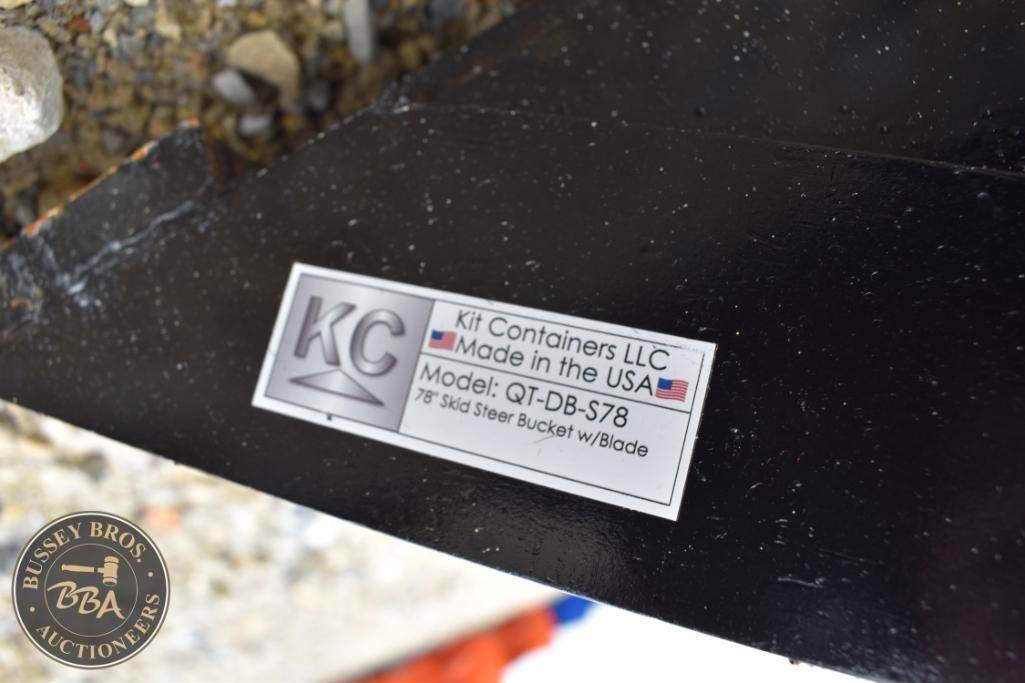 KC
Kit Containers LLC
Made in the USA
Model: QT-DB-S78
78" Skid Steer Bucket w/Blade
BUSSEY BROS.
BBA
AUCTIONEERS